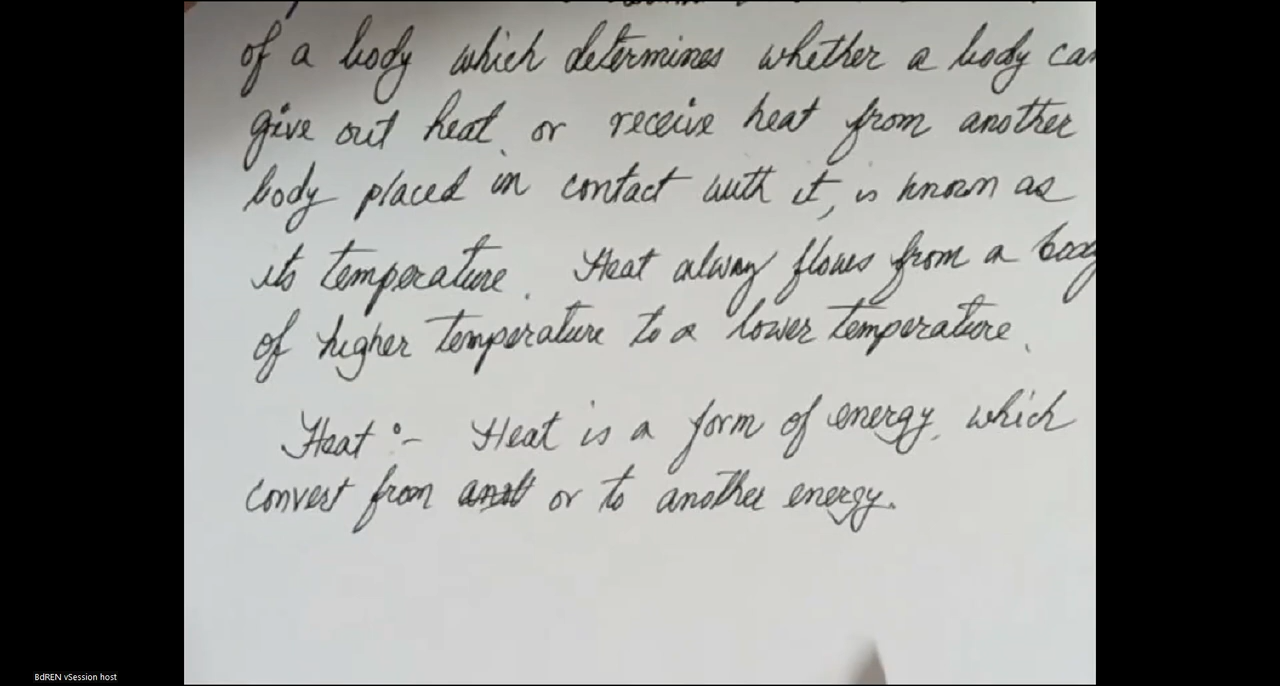 of a body which determines whether a body can
give out heat or receive heat from another
body placed in contact with it, is known as
its temperature. Heat alway flows from a body
of higher temperature to a lower temperature.
Heat :- Heat is a form of energy, which
convert from or to another energy.
BdREN vSession host